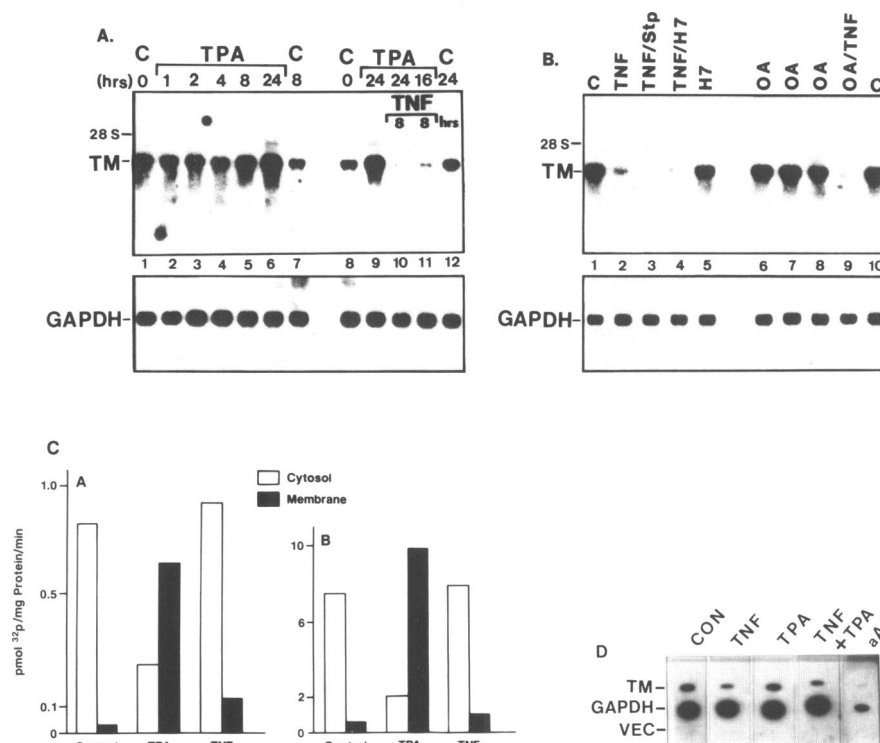 A.
C TPA C C TPA C
(hrs) 0 1 2 4 8 24 8 0 24 24 16 24
TNF
8 8 hrs
28 S
TM
1 2 3 4 5 6 7 8 9 10 11 12
GAPDH
B.
C TNF TNF/Stp TNF/H7 H7 OA OA OA OA/TNF C
28 S
TM
1 2 3 4 5 6 7 8 9 10
GAPDH
C
A
Cytosol
Membrane
pmol 32p/mg Protein/min
1.0
0.5
0.1
0
TPA TNF
B
10
6
2
0
TPA TNF
D
CON TNF TPA TNF +TPA
TM
GAPDH
VEC